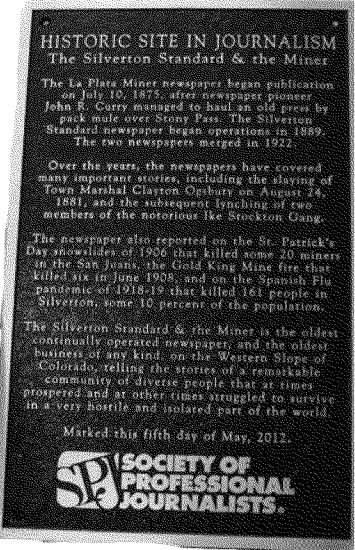 HISTORIC SITE IN JOURNALISM
The Silverton Standard & the Miner
The La Plata Miner newspaper began publication
on July 10, 1875, after newspaper pioneer
John R. Curry managed to haul an old press by
pack mule over Stony Pass. The Silverton
Standard newspaper began operations in 1889.
The two newspapers merged in 1922.
Over the years, the newspapers have covered
many important stories, including the slaying of
Town Marshal Clayton Ogsbury on August 24,
1881, and the subsequent lynching of two
members of the notorious Ike Stockton Gang.
The newspaper also reported on the St. Patrick's
Day snowslides of 1906 that killed some 20 miners
in the San Juans, the Gold King Mine fire that
killed six in June 1908, and on the Spanish Flu
pandemic of 1918-19 that killed 161 people in
Silverton, some 10 percent of the population.
The Silverton Standard & the Miner is the oldest
continually operated newspaper, and the oldest
business of any kind, on the Western Slope of
Colorado, telling the stories of a remarkable
community of diverse people that at times
prospered and at other times struggled to survive
in a very hostile and isolated part of the world.
Marked this fifth day of May, 2012.
SPJ
SOCIETY OF
PROFESSIONAL
JOURNALISTS.